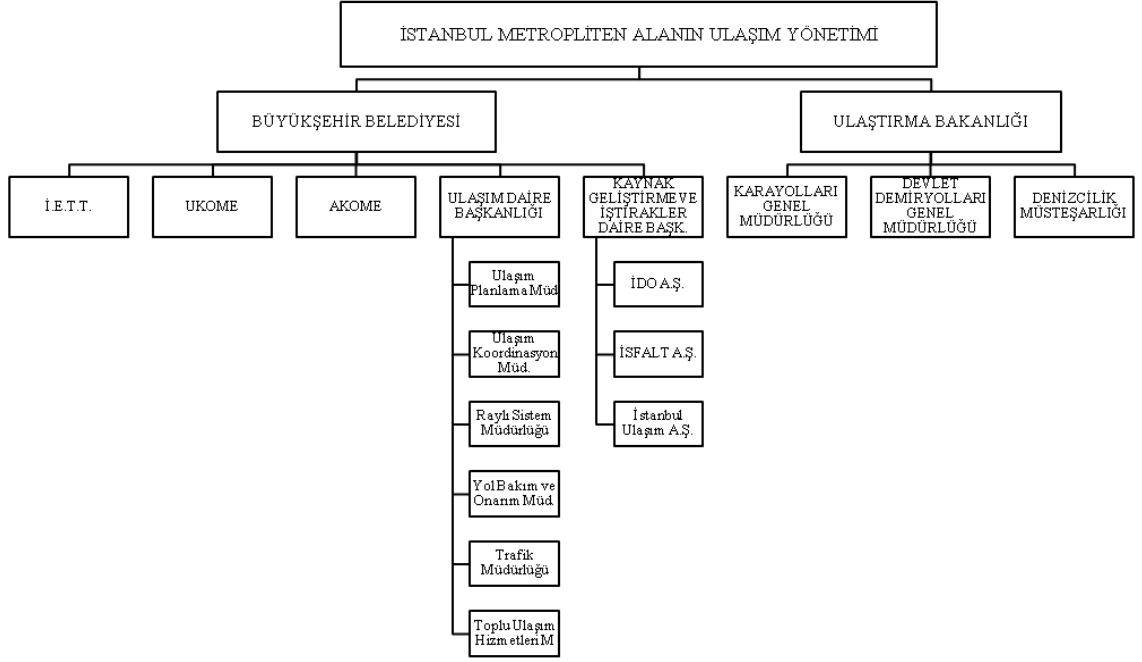 İSTANBUL METROPLİTEN ALANIN ULAŞIM YÖNETİMİ
BÜYÜKŞEHİR BELEDİYESİ
ULAŞTIRMA BAKANLIĞI
İ.E.T.T.
UKOME
AKOME
ULAŞIM DAİRE
BAŞKANLIĞI
KAYNAK
GELİŞTİRME VE
İŞTİRAKLER
DAİRE BAŞK.
KARAYOLLARI
GENEL
MÜDÜRLÜĞÜ
DEVLET
DEMİRYOLLARI
GENEL
MÜDÜRLÜĞÜ
DENİZCİLİK
MÜSTEŞARLIĞI
Ulaşım
Planlama Müd
Ulaşım
Koordinasyon
Müd.
Raylı Sistem
Müdürlüğü
Yol Bakım ve
Onarım Müd.
Trafik
Müdürlüğü
Toplu Ulaşım
Hizmetleri M
İDO A.Ş.
İSFALT A.Ş.
İstanbul
Ulaşım A.Ş.